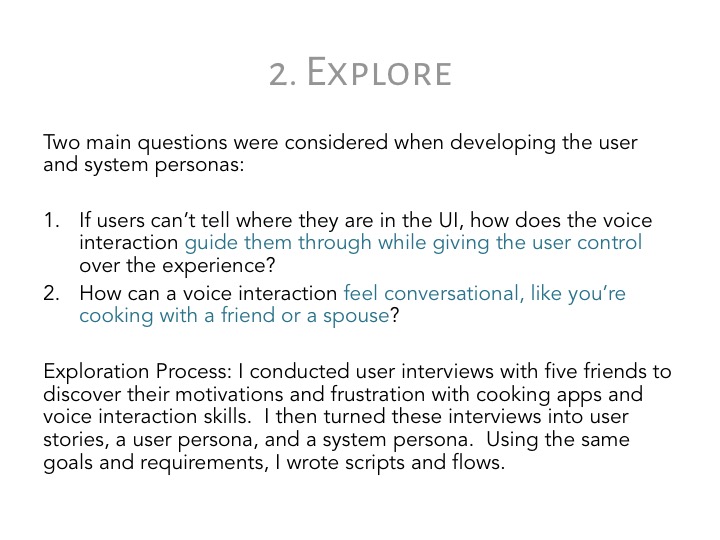 2. Explore
Two main questions were considered when developing the user
and system personas:
1. If users can’t tell where they are in the UI, how does the voice
interaction guide them through while giving the user control
over the experience?
2. How can a voice interaction feel conversational, like you’re
cooking with a friend or a spouse?
Exploration Process: I conducted user interviews with five friends to
discover their motivations and frustration with cooking apps and
voice interaction skills.  I then turned these interviews into user
stories, a user persona, and a system persona.  Using the same
goals and requirements, I wrote scripts and flows.